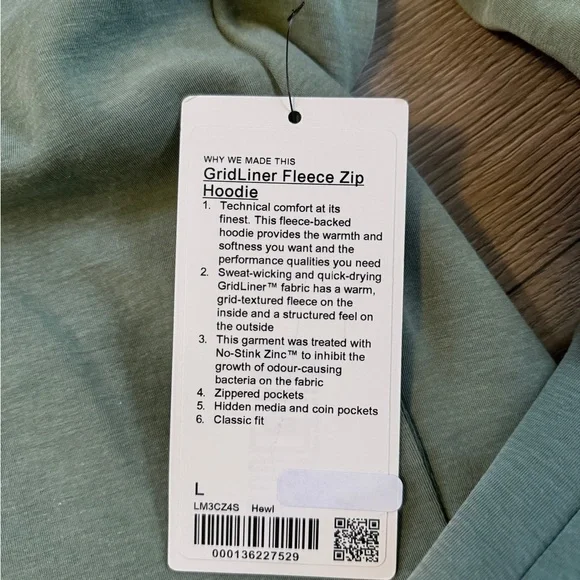 WHY WE MADE THIS
GridLiner Fleece Zip
Hoodie
1. Technical comfort at its
finest. This fleece-backed
hoodie provides the warmth and
softness you want and the
performance qualities you need
2. Sweat-wicking and quick-drying
GridLiner™ fabric has a warm,
grid-textured fleece on the
inside and a structured feel on
the outside
3. This garment was treated with
No-Stink Zinc™ to inhibit the
growth of odour-causing
bacteria on the fabric
4. Zippered pockets
5. Hidden media and coin pockets
6. Classic fit
L
LM3CZ4S Hewl
000136227529